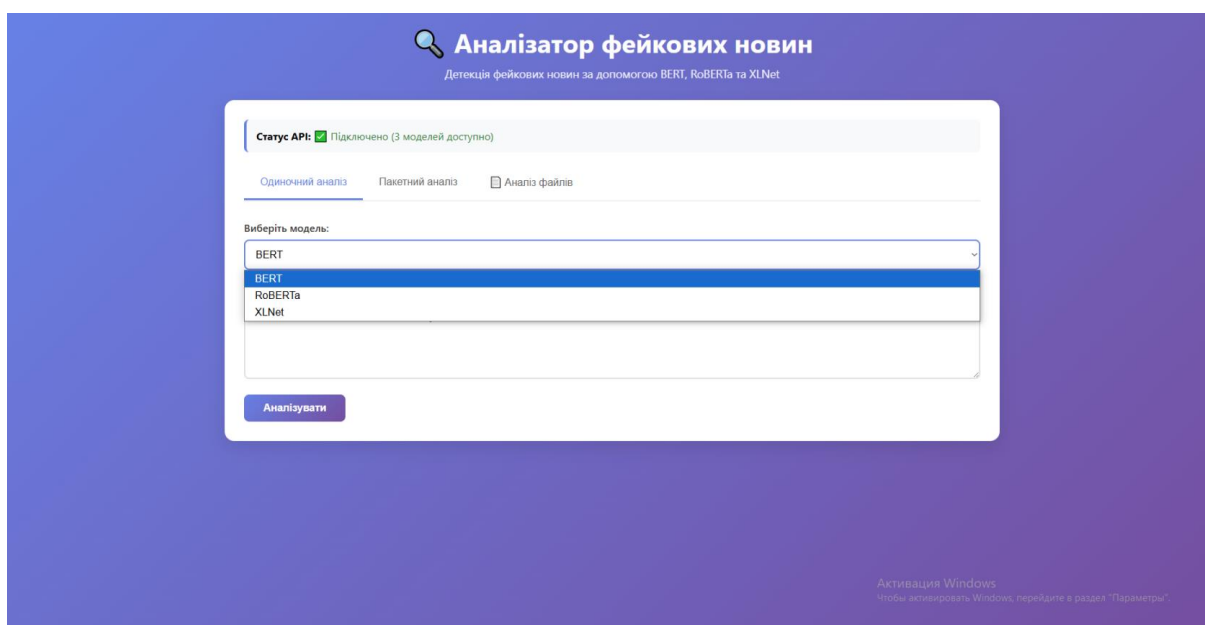 Аналізатор фейкових новин
Детекція фейкових новин за допомогою BERT, RoBERTa та XLNet
Статус API: ✅ Підключено (3 моделей доступно)
Одиночний аналіз Пакетний аналіз Аналіз файлів
Виберіть модель:
BERT
BERT
RoBERTa
XLNet
Аналізувати
Активация Windows
Чтобы активировать Windows, перейдите в раздел "Параметры".